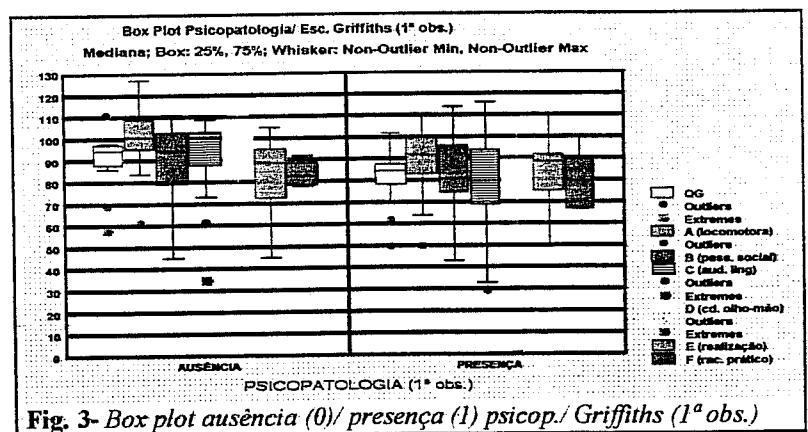 Box Plot Psicopatologia/ Esc. Griffiths (1ª obs.)
Mediana; Box: 25%, 75%; Whisker: Non-Outlier Min, Non-Outlier Max
130
120
110
100
90
80
70
60
50
40
30
20
10
0
AUSÊNCIA
PRESENÇA
PSICOPATOLOGIA (1ª obs.)
QG
Outliers
Extremes
A (locomotora)
Outliers
B (pess. social)
C (aud. ling)
Outliers
Extremes
D (cd. olho-mão)
Outliers
Extremes
E (realização)
F (rac. prático)
Fig. 3- Box plot ausência (0)/ presença (1) psicop./ Griffiths (1ª obs.)